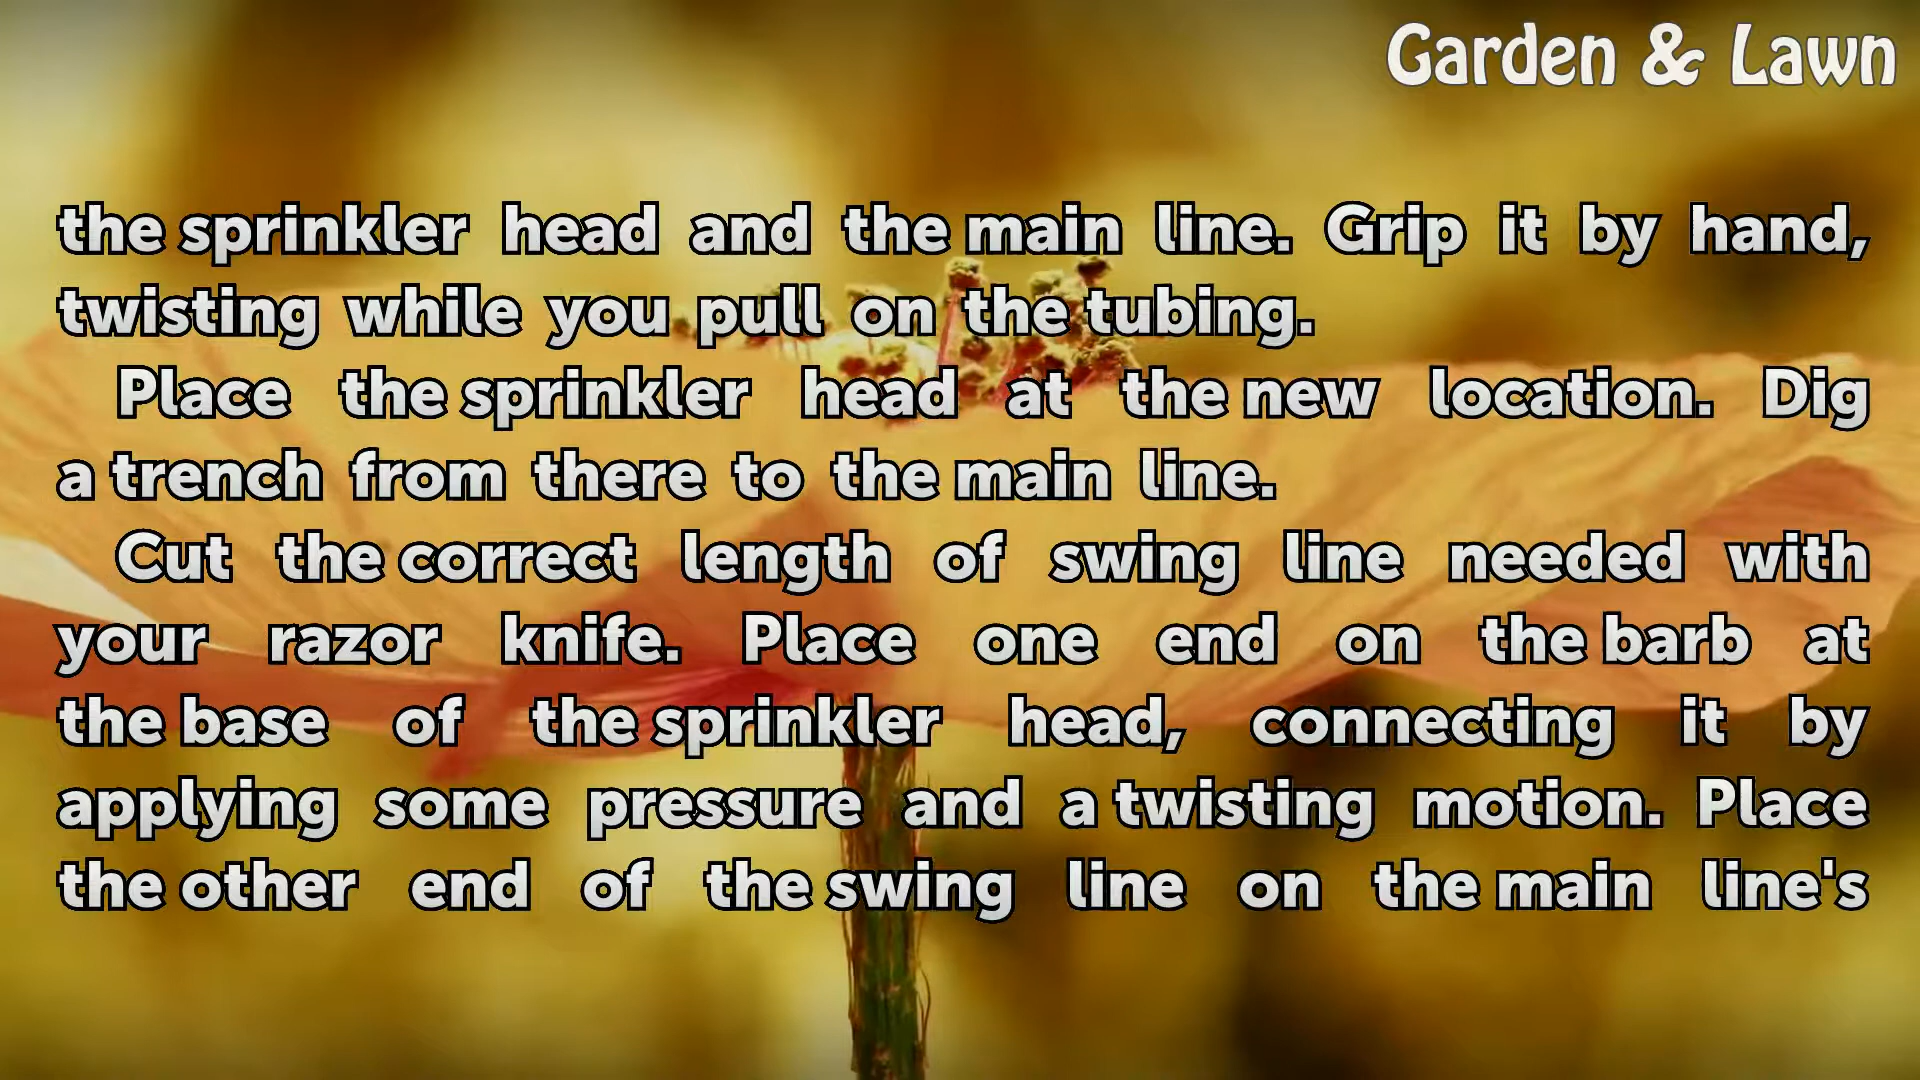 Garden & Lawn
the sprinkler head and the main line. Grip it by hand,
twisting while you pull on the tubing.
Place the sprinkler head at the new location. Dig
a trench from there to the main line.
Cut the correct length of swing line needed with
your razor knife. Place one end on the barb at
the base of the sprinkler head, connecting it by
applying some pressure and a twisting motion. Place
the other end of the swing line on the main line's